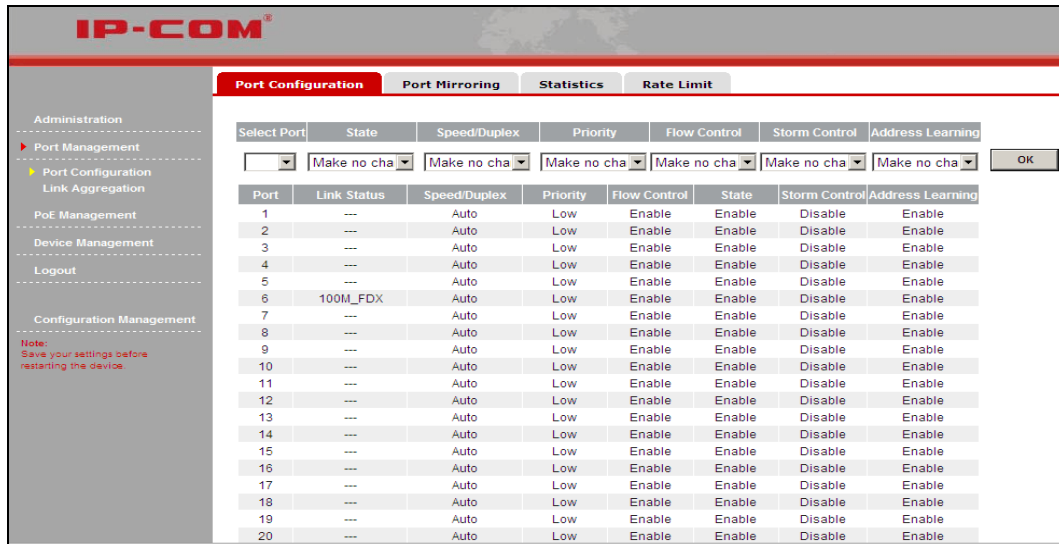 IP-COM®
Port Configuration Port Mirroring Statistics Rate Limit
Administration
Port Management
Port Configuration
Link Aggregation
PoE Management
Device Management
Logout
Configuration Management
Note:
Save your settings before
restarting the device.
Select Port State Speed/Duplex Priority Flow Control Storm Control Address Learning
Make no cha Make no cha Make no cha Make no cha Make no cha Make no cha OK
Port Link Status Speed/Duplex Priority Flow Control State Storm Control Address Learning
1 --- Auto Low Enable Enable Disable Enable
2 --- Auto Low Enable Enable Disable Enable
3 --- Auto Low Enable Enable Disable Enable
4 --- Auto Low Enable Enable Disable Enable
5 --- Auto Low Enable Enable Disable Enable
6 100M_FDX Auto Low Enable Enable Disable Enable
7 --- Auto Low Enable Enable Disable Enable
8 --- Auto Low Enable Enable Disable Enable
9 --- Auto Low Enable Enable Disable Enable
10 --- Auto Low Enable Enable Disable Enable
11 --- Auto Low Enable Enable Disable Enable
12 --- Auto Low Enable Enable Disable Enable
13 --- Auto Low Enable Enable Disable Enable
14 --- Auto Low Enable Enable Disable Enable
15 --- Auto Low Enable Enable Disable Enable
16 --- Auto Low Enable Enable Disable Enable
17 --- Auto Low Enable Enable Disable Enable
18 --- Auto Low Enable Enable Disable Enable
19 --- Auto Low Enable Enable Disable Enable
20 --- Auto Low Enable Enable Disable Enable